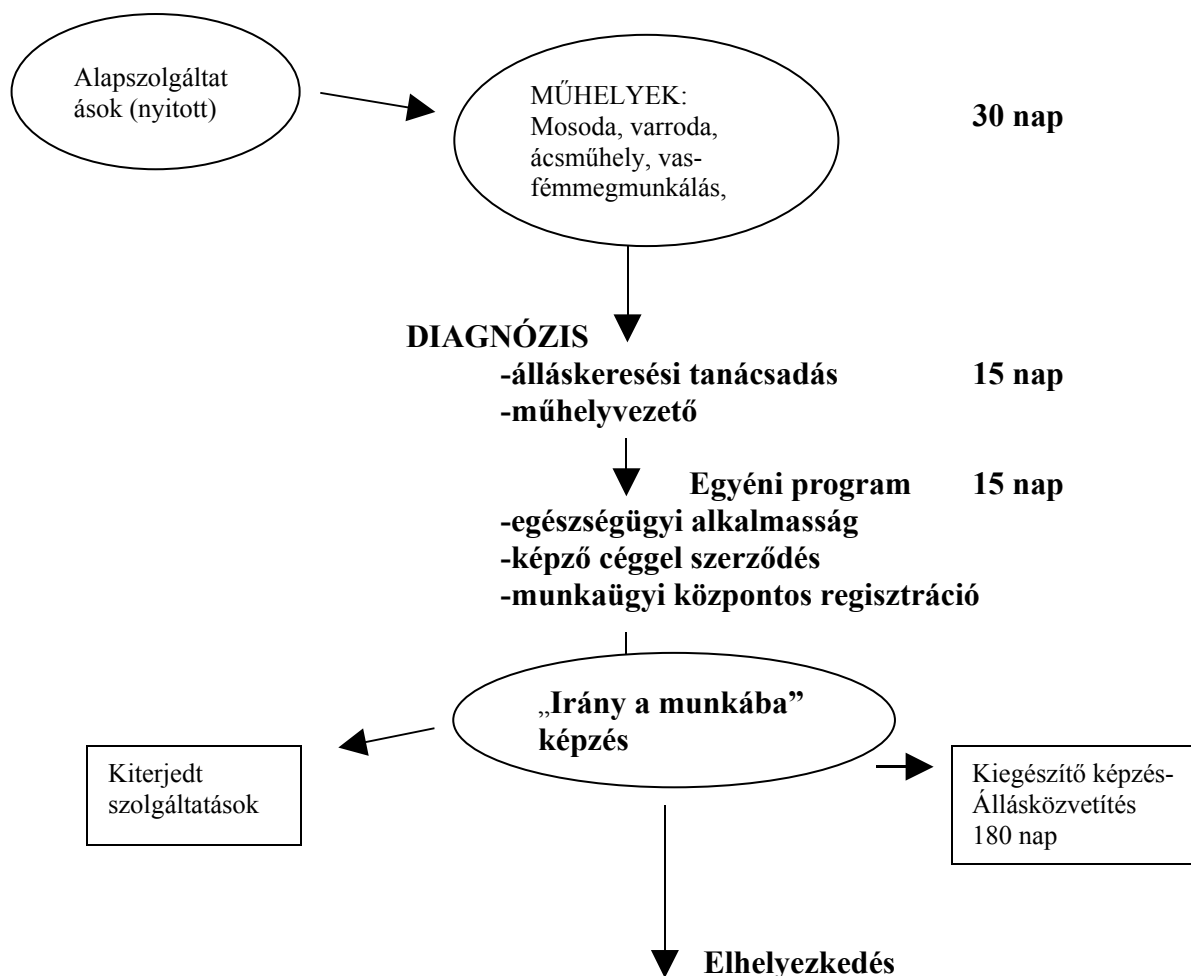 Alapszolgáltat
ások (nyitott)
MŰHELYEK:
Mosoda, varroda,
ácsműhely, vas-
fémmegmunkálás,
30 nap
DIAGNÓZIS
-álláskeresési tanácsadás 15 nap
-műhelyvezető
Egyéni program 15 nap
-egészségügyi alkalmasság
-képző céggel szerződés
-munkaügyi központos regisztráció
„Irány a munkába”
képzés
Kiterjedt
szolgáltatások
Kiegészítő képzés-
Állásközvetítés
180 nap
Elhelyezkedés